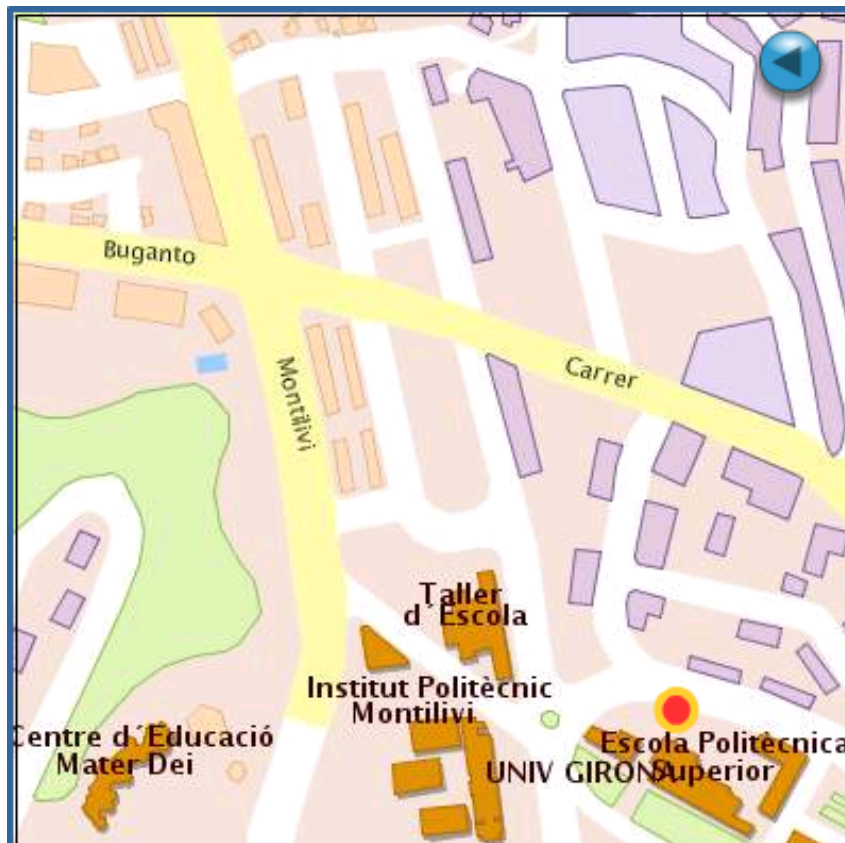 Buganto
Carrer
Montilivi
Taller
d´Escola
Institut Politècnic
Montilivi
Centre d´Educació
Mater Dei
Escola Politècnica
Superior
UNIV GIRONA